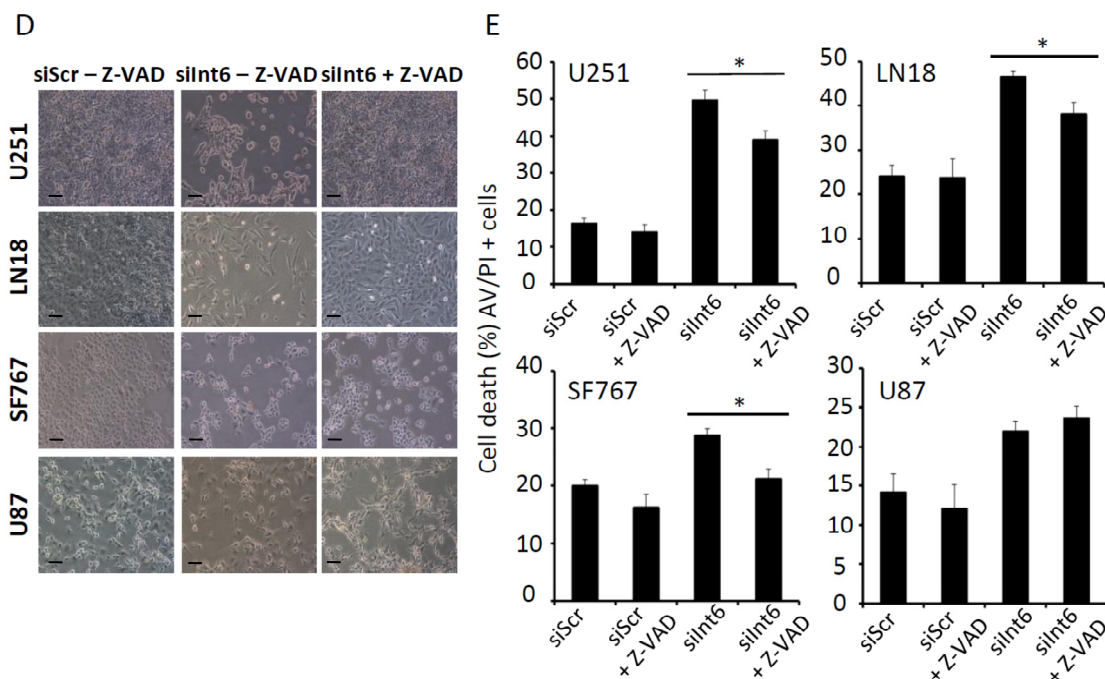 D
siScr – Z-VAD siInt6 – Z-VAD siInt6 + Z-VAD
U251
LN18
SF767
U87
E
Cell death (%) AV/PI + cells
U251
*
60
50
40
30
20
10
0
siScr
siScr
+ Z-VAD
siInt6
siInt6
+ Z-VAD
LN18
*
50
40
30
20
10
0
siScr
siScr
+ Z-VAD
siInt6
siInt6
+ Z-VAD
SF767
*
40
30
20
10
0
siScr
siScr
+ Z-VAD
siInt6
siInt6
+ Z-VAD
U87
30
25
20
15
10
5
0
siScr
siScr
+ Z-VAD
siInt6
siInt6
+ Z-VAD